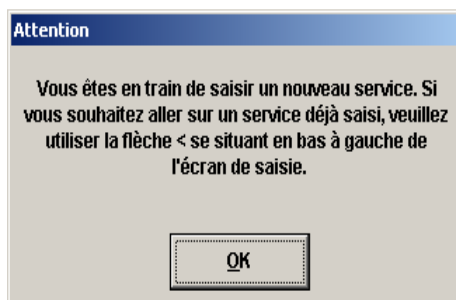 Attention
Vous êtes en train de saisir un nouveau service. Si
vous souhaitez aller sur un service déjà saisi, veuillez
utiliser la flèche < se situant en bas à gauche de
l'écran de saisie.
OK